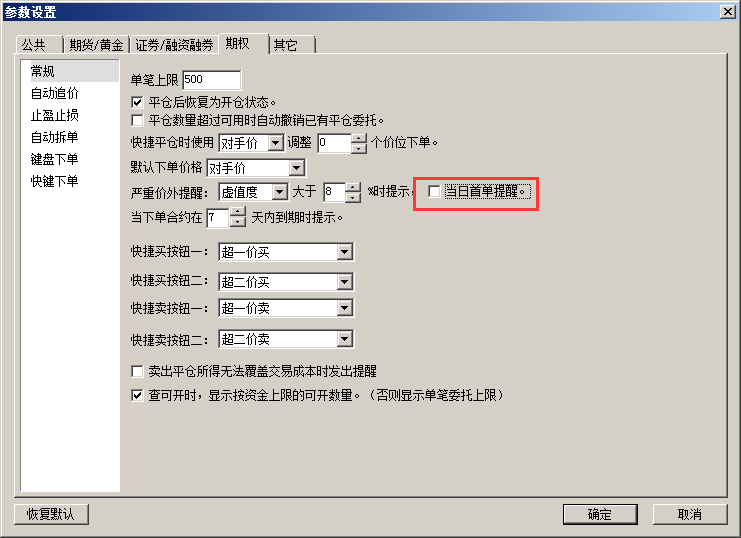 参数设置
公共 期货/黄金 证券/融资融券 期权 其它
常规
自动追价
止盈止损
自动拆单
键盘下单
快键下单
单笔上限 500
平仓后恢复为开仓状态。
平仓数量超过可用时自动撤销已有平仓委托。
快捷平仓时使用 对手价 调整 0 个价位下单。
默认下单价格 对手价
严重价外提醒： 虚值度 大于 8 %时提示， 当日首单提醒。
当下单合约在 7 天内到期时提示。
快捷买按钮一： 超一价买
快捷买按钮二： 超二价买
快捷卖按钮一： 超一价卖
快捷卖按钮二： 超二价卖
卖出平仓所得无法覆盖交易成本时发出提醒
查可开时，显示按资金上限的可开数量。（否则显示单笔委托上限）
恢复默认 确定 取消